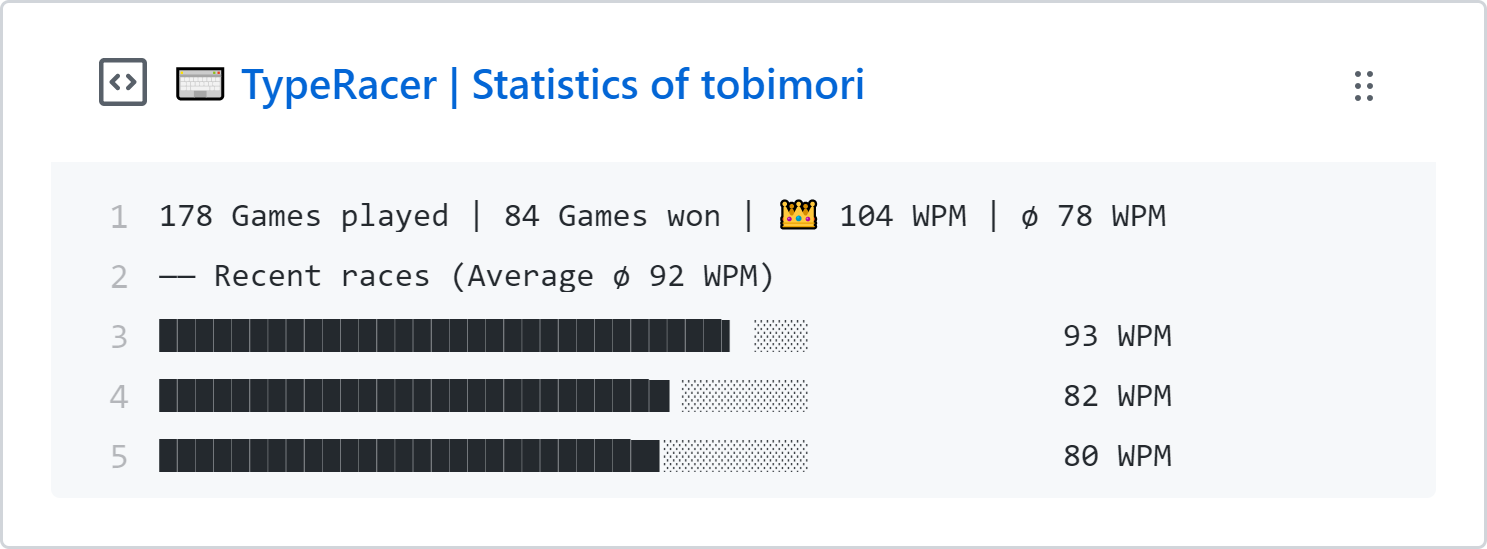 TypeRacer | Statistics of tobimori
1 178 Games played | 84 Games won | 👑 104 WPM | ø 78 WPM
2 —— Recent races (Average ø 92 WPM)
3 93 WPM
4 82 WPM
5 80 WPM